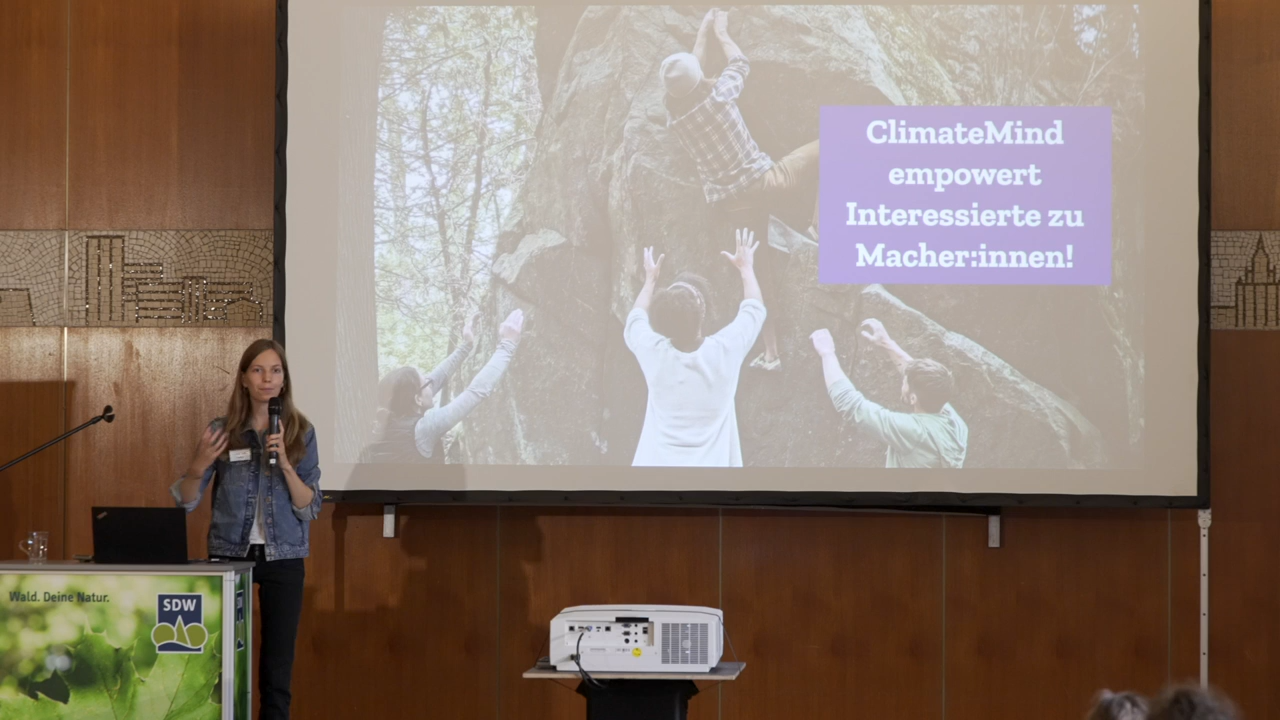 ClimateMind
empowert
Interessierte zu
Macher:innen!
Wald. Deine Natur.
SDW